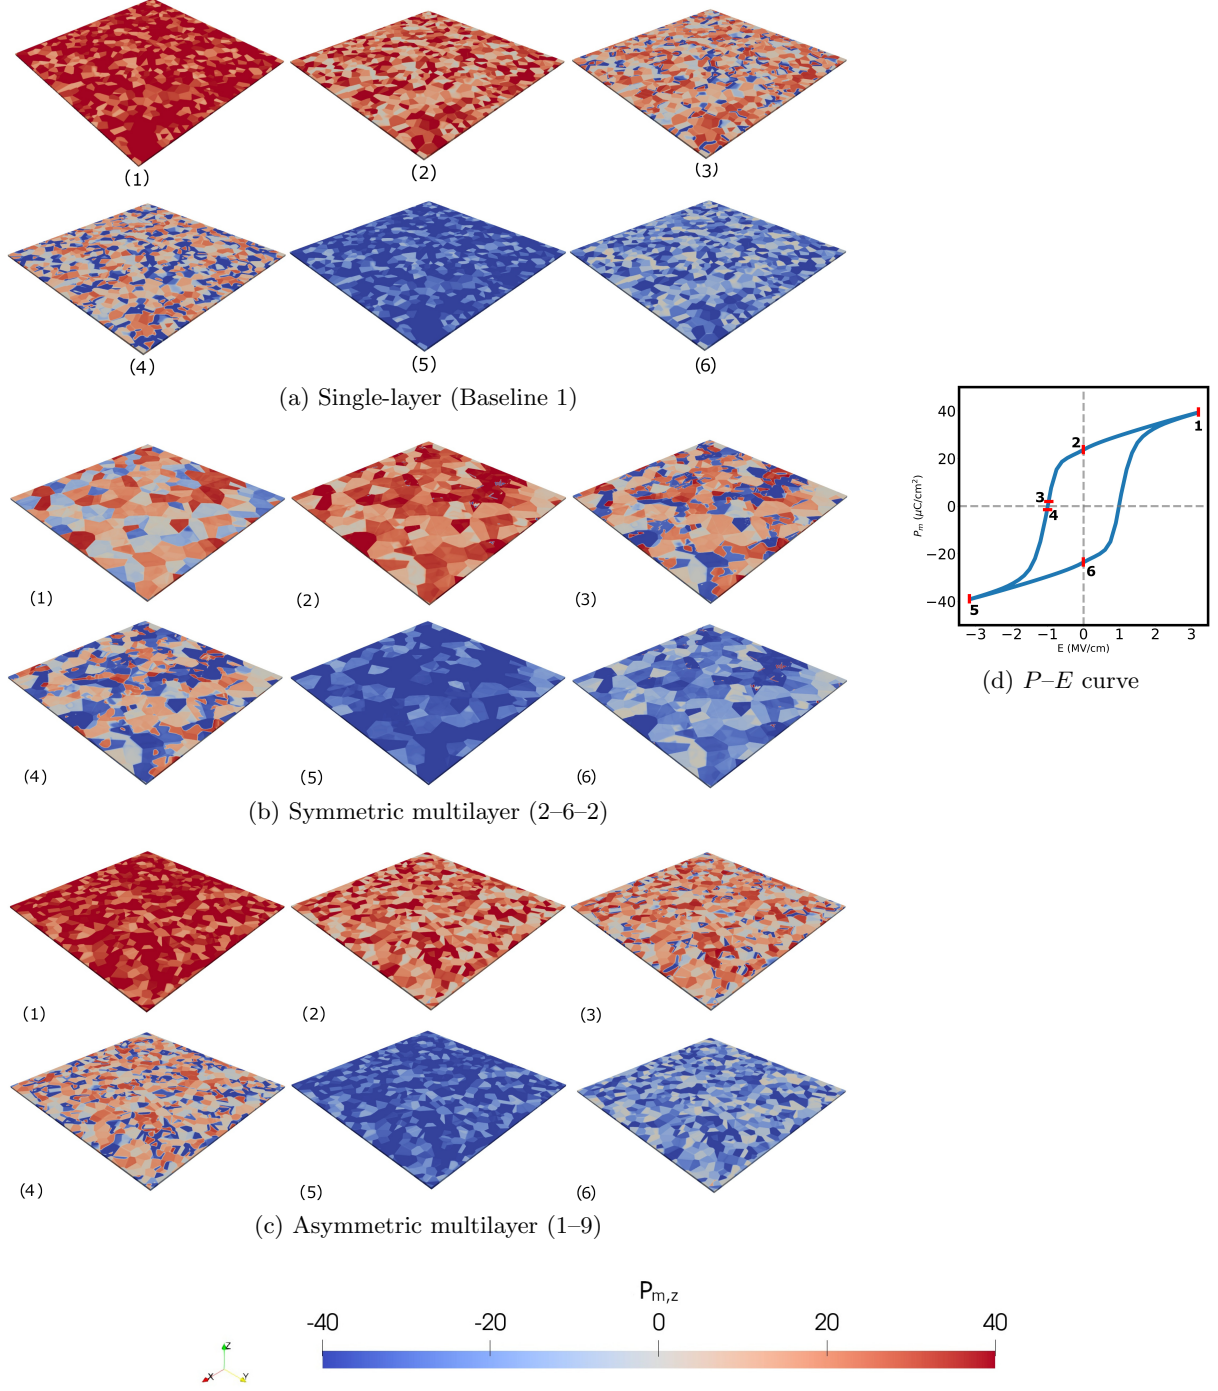 (1)
(2)
(3)
(4)
(5)
(6)
(a) Single-layer (Baseline 1)
(1)
(2)
(3)
(4)
(5)
(6)
(b) Symmetric multilayer (2–6–2)
(1)
(2)
(3)
(4)
(5)
(6)
(c) Asymmetric multilayer (1–9)
40
20
0
−20
−40
P_m (μC/cm²)
1
2
3
4
5
6
−3 −2 −1 0 1 2 3
E (MV/cm)
(d) P–E curve
P_m,z
-40 -20 0 20 40
Z
X
Y